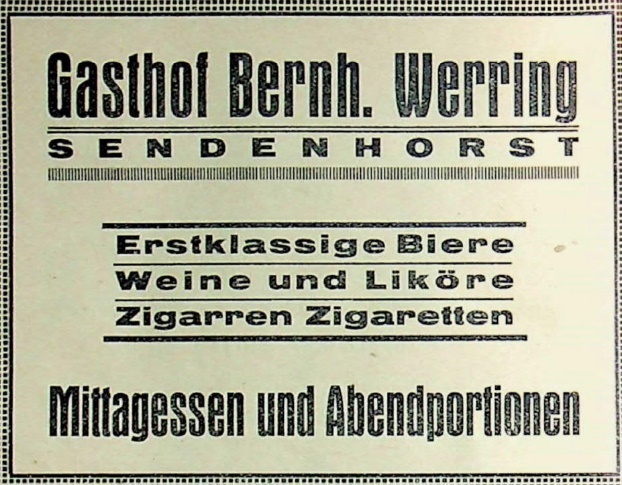 Gasthof Bernh. Werring
SENDENHORST
Erstklassige Biere
Weine und Liköre
Zigarren Zigaretten
Mittagessen und Abendportionen